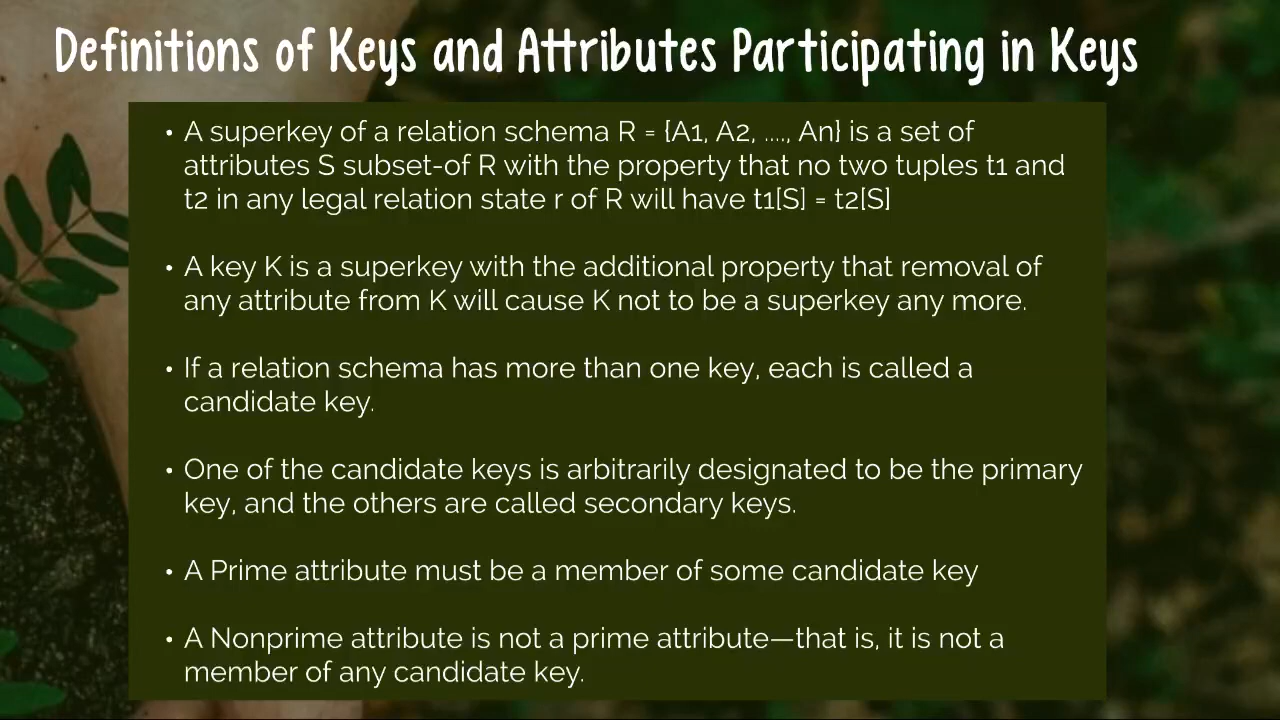 Definitions of Keys and Attributes Participating in Keys
• A superkey of a relation schema R = {A1, A2, ...., An} is a set of
attributes S subset-of R with the property that no two tuples t1 and
t2 in any legal relation state r of R will have t1[S] = t2[S]
• A key K is a superkey with the additional property that removal of
any attribute from K will cause K not to be a superkey any more.
• If a relation schema has more than one key, each is called a
candidate key.
• One of the candidate keys is arbitrarily designated to be the primary
key, and the others are called secondary keys.
• A Prime attribute must be a member of some candidate key
• A Nonprime attribute is not a prime attribute—that is, it is not a
member of any candidate key.